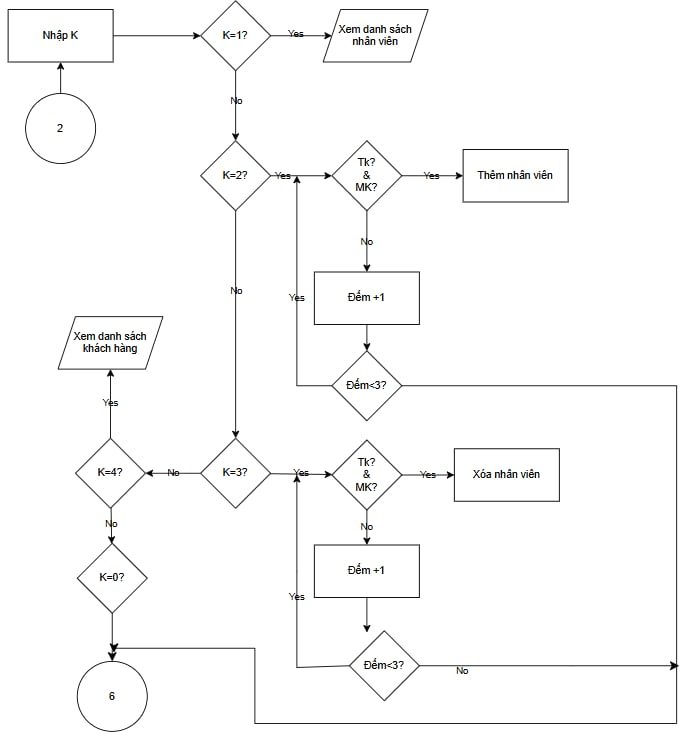 Nhập K
K=1?
Yes
Xem danh sách
nhân viên
2
No
K=2?
Yes
Tk?
&
MK?
Yes
Thêm nhân viên
No
Đếm +1
Yes
No
Đếm<3?
Xem danh sách
khách hàng
Yes
K=4?
No
K=3?
Yes
Tk?
&
MK?
Yes
Xóa nhân viên
No
No
Đếm +1
K=0?
Yes
Đếm<3?
No
6